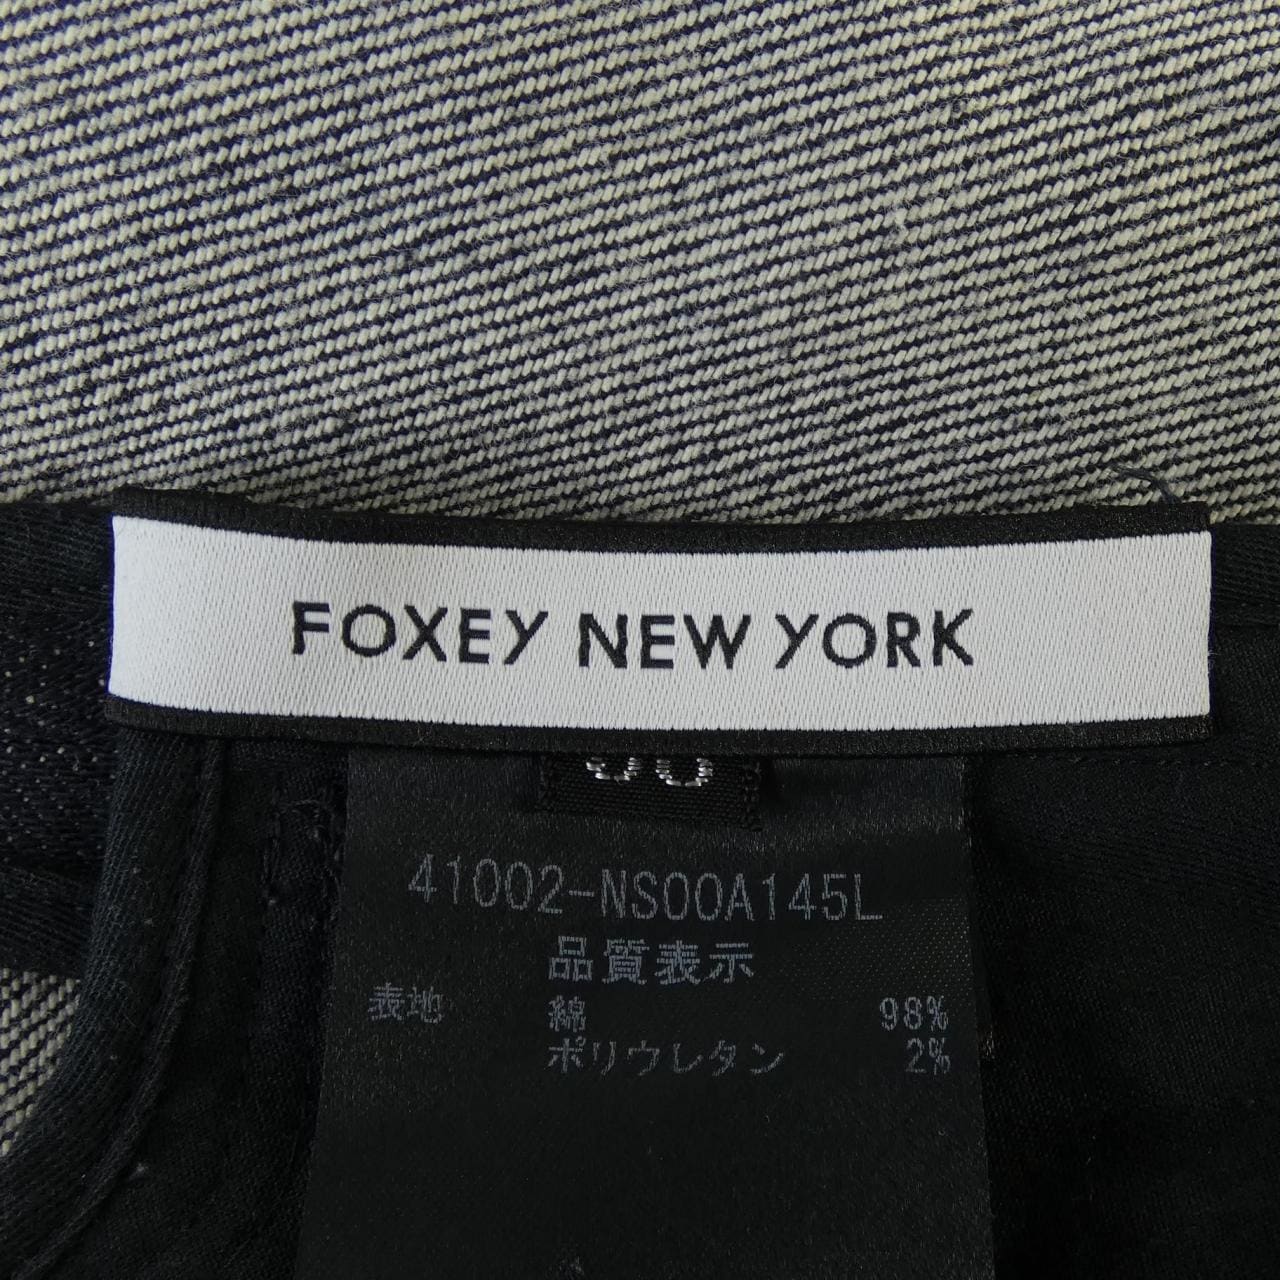 FOXEY NEW YORK
41002-NS00A145L
品質表示
表地 綿 98%
ポリウレタン 2%